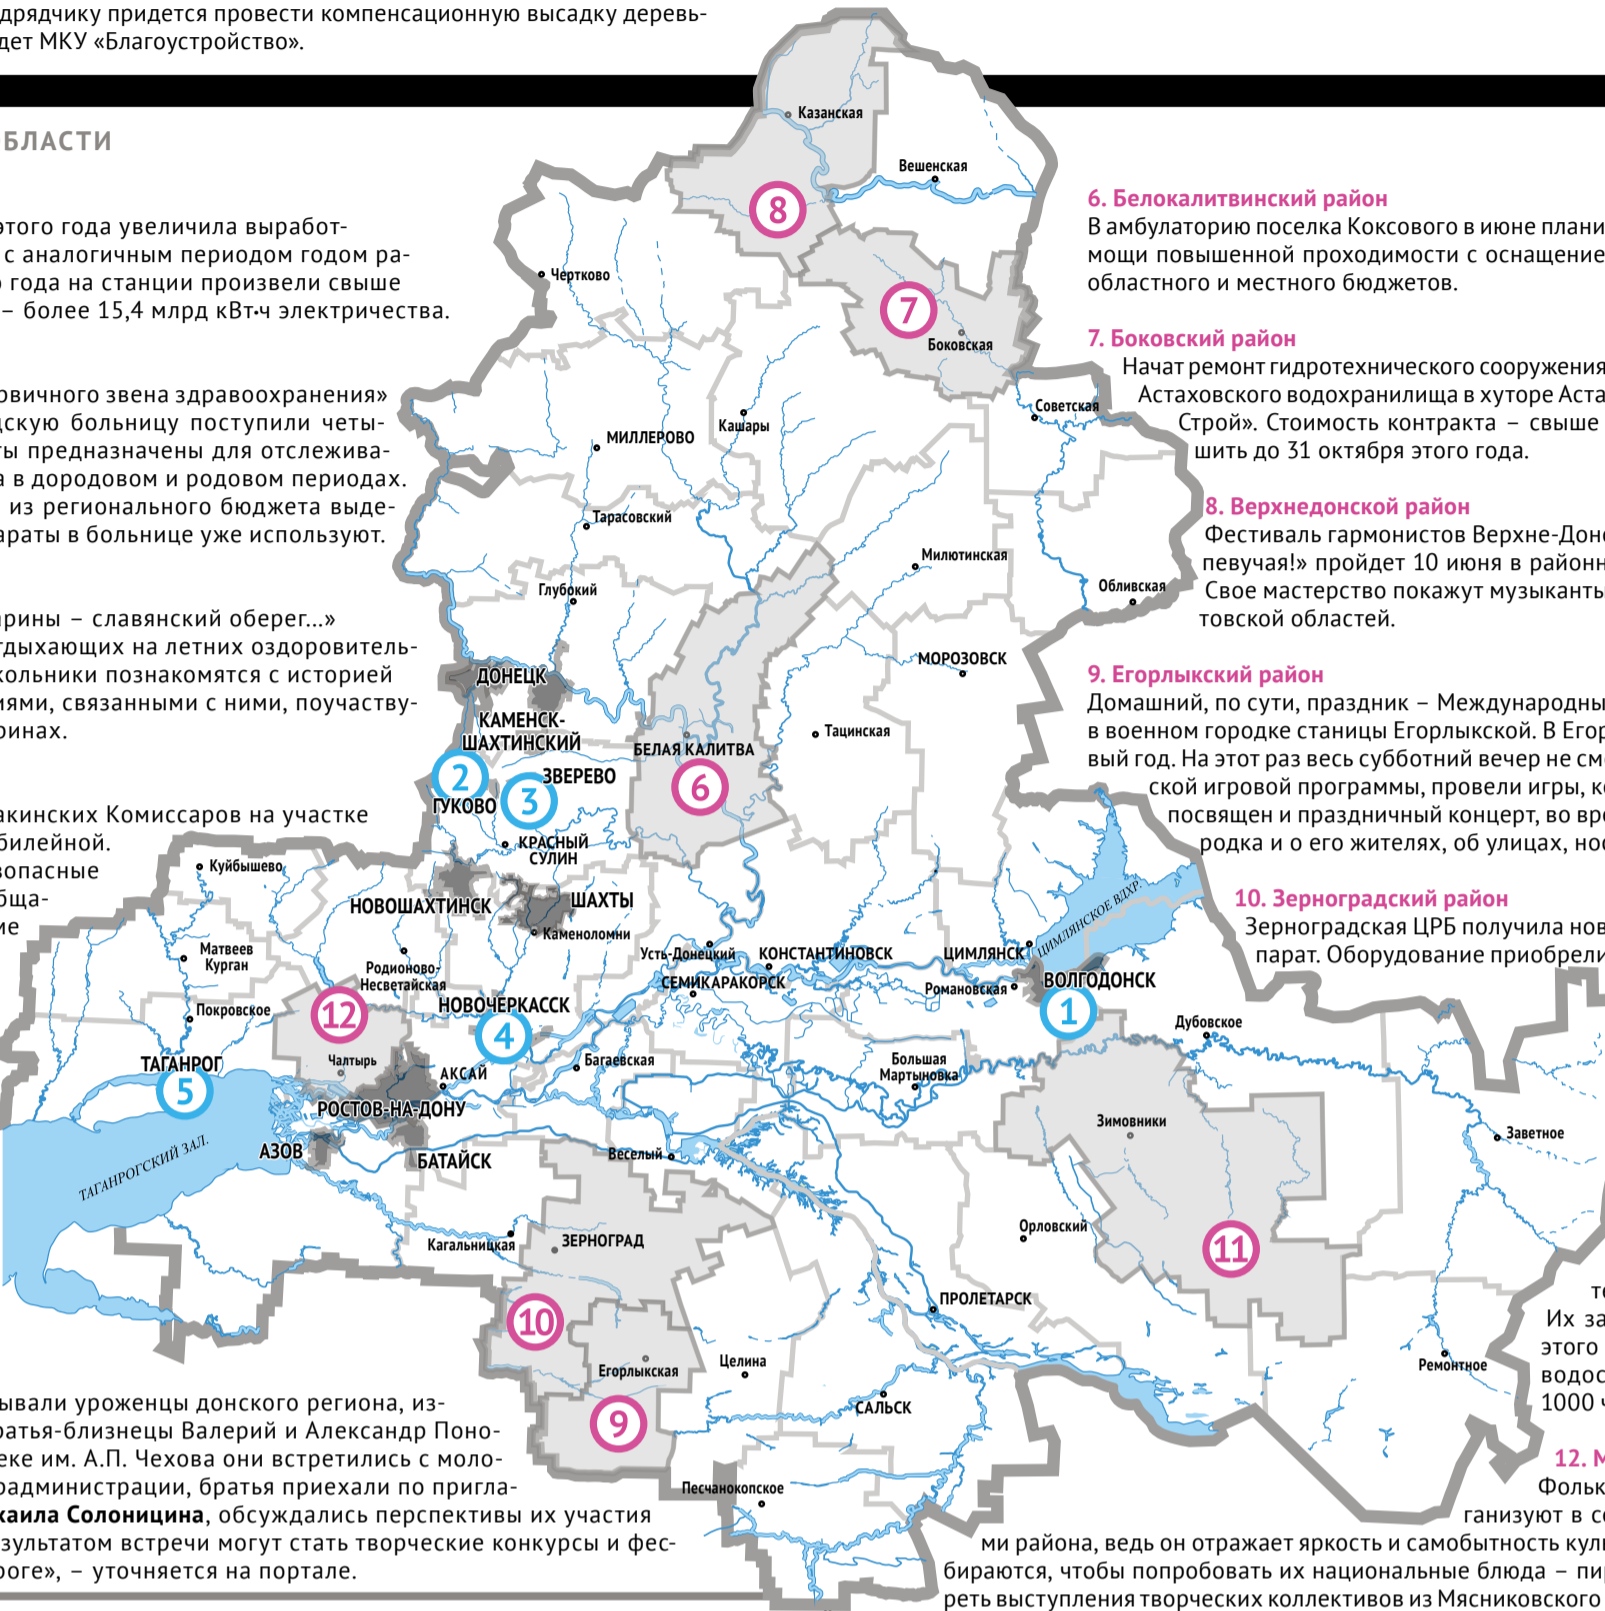 дрядчику придется провести компенсационную высадку деревь-
дет МКУ «Благоустройство».
БЛАСТИ
этого года увеличила выработ-
с аналогичным периодом годом ра-
года на станции произвели свыше
– более 15,4 млрд кВт·ч электричества.
рвичного звена здравоохранения»
дскую больницу поступили четы-
ты предназначены для отслежива-
а в дородовом и родовом периодах.
из регионального бюджета выде-
араты в больнице уже используют.
арины – славянский оберег...»
тдыхающих на летних оздоровитель-
кольники познакомятся с историей
иями, связанными с ними, поучаству-
ринах.
акинских Комиссаров на участке
билейной.
зопасные
бща-
ие
ывали уроженцы донского региона, из-
ратья-близнецы Валерий и Александр Поно-
еке им. А.П. Чехова они встретились с моло-
радминистрации, братья приехали по пригла-
хаила Солоницина, обсуждались перспективы их участия
зультатом встречи могут стать творческие конкурсы и фес-
роге», – уточняется на портале.
Казанская
Вешенская
8
Чертково
7
Боковская
Советская
Кашары
МИЛЛЕРОВО
Тарасовский
Милютинская
Глубокий
Обливская
МОРОЗОВСК
ДОНЕЦК
КАМЕНСК-
ШАХТИНСКИЙ
Тацинская
БЕЛАЯ КАЛИТВА
2
ЗВЕРЕВО
6
3
ГУКОВО
КРАСНЫЙ
СУЛИН
Куйбышево
НОВОШАХТИНСК
ШАХТЫ
Каменоломни
Матвеев
Курган
Родионово-
Несветайская
Усть-Донецкий
КОНСТАНТИНОВСК
ЦИМЛЯНСК
ЦИМЛЯНСКОЕ ВДХР.
СЕМИКАРАКОРСК
Романовская
ВОЛГОДОНСК
1
Покровское
12
НОВОЧЕРКАССК
4
Дубовское
ТАГАНРОГ
5
Чалтырь
АКСАЙ
Багаевская
Большая
Мартыновка
РОСТОВ-НА-ДОНУ
Зимовники
Заветное
АЗОВ
БАТАЙСК
Веселый
ТАГАНРОГСКИЙ ЗАЛ.
Кагальницкая
ЗЕРНОГРАД
Орловский
11
ПРОЛЕТАРСК
10
Егорлыкская
Целина
Ремонтное
9
САЛЬСК
Песчанокопское
6. Белокалитвинский район
В амбулаторию поселка Коксового в июне плани
мощи повышенной проходимости с оснащение
областного и местного бюджетов.
7. Боковский район
Начат ремонт гидротехнического сооружения
Астаховского водохранилища в хуторе Аста
Строй». Стоимость контракта – свыше
шить до 31 октября этого года.
8. Верхнедонской район
Фестиваль гармонистов Верхне-Дон
певучая!» пройдет 10 июня в районн
Свое мастерство покажут музыканты
товской областей.
9. Егорлыкский район
Домашний, по сути, праздник – Международны
в военном городке станицы Егорлыкской. В Егор
вый год. На этот раз весь субботний вечер не см
ской игровой программы, провели игры, к
посвящен и праздничный концерт, во вр
родка и о его жителях, об улицах, но
10. Зерноградский район
Зерноградская ЦРБ получила нов
парат. Оборудование приобрели
те
Их за
этого
водос
1000 ч
12. М
Фольк
ганизуют в с
ми района, ведь он отражает яркость и самобытность куль
бираются, чтобы попробовать их национальные блюда – пи
реть выступления творческих коллективов из Мясниковского